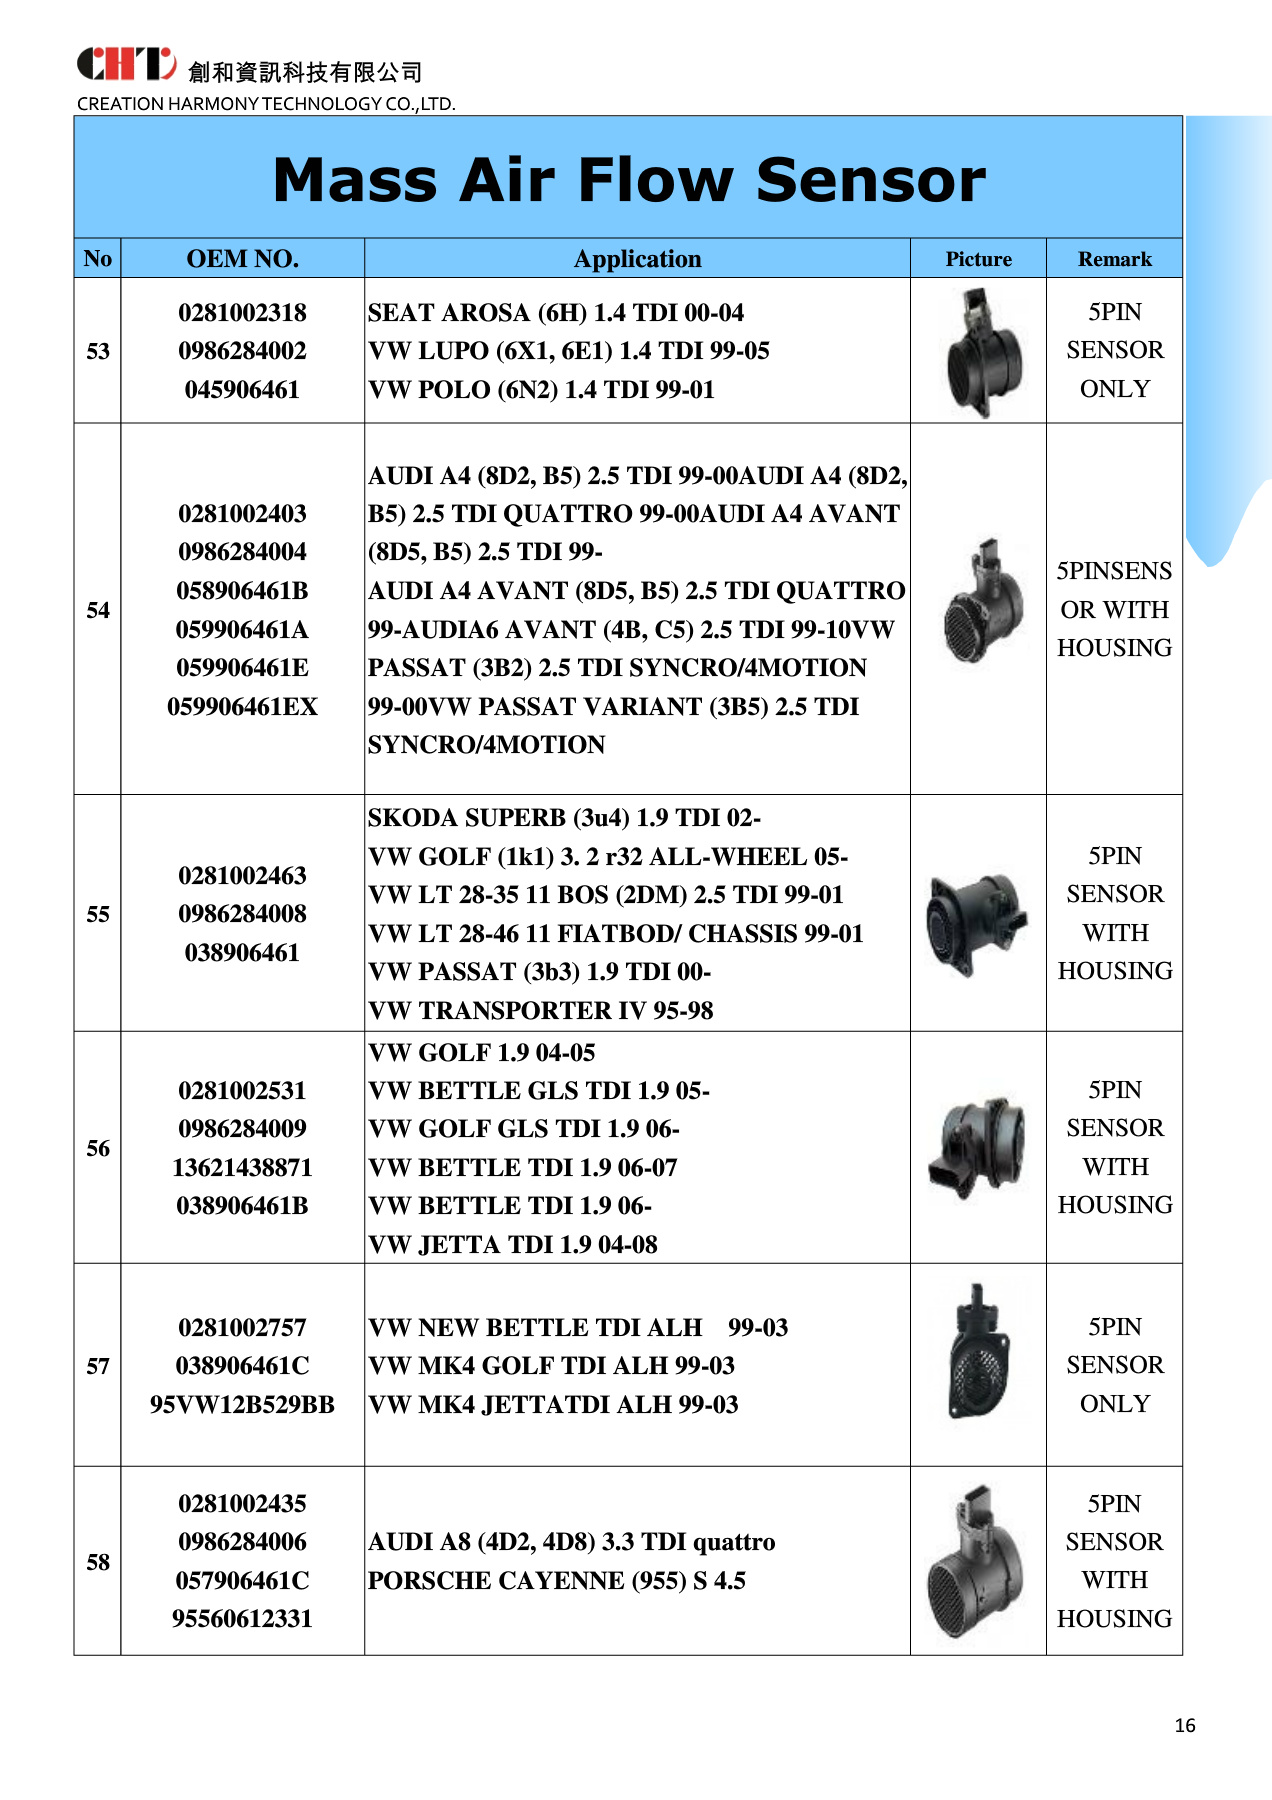 CHT 創和資訊科技有限公司
CREATION HARMONY TECHNOLOGY CO.,LTD.
Mass Air Flow Sensor
No OEM NO. Application Picture Remark
53
0281002318
0986284002
045906461
SEAT AROSA (6H) 1.4 TDI 00-04
VW LUPO (6X1, 6E1) 1.4 TDI 99-05
VW POLO (6N2) 1.4 TDI 99-01
5PIN
SENSOR
ONLY
54
0281002403
0986284004
058906461B
059906461A
059906461E
059906461EX
AUDI A4 (8D2, B5) 2.5 TDI 99-00AUDI A4 (8D2,
B5) 2.5 TDI QUATTRO 99-00AUDI A4 AVANT
(8D5, B5) 2.5 TDI 99-
AUDI A4 AVANT (8D5, B5) 2.5 TDI QUATTRO
99-AUDIA6 AVANT (4B, C5) 2.5 TDI 99-10VW
PASSAT (3B2) 2.5 TDI SYNCRO/4MOTION
99-00VW PASSAT VARIANT (3B5) 2.5 TDI
SYNCRO/4MOTION
5PINSENS
OR WITH
HOUSING
55
0281002463
0986284008
038906461
SKODA SUPERB (3u4) 1.9 TDI 02-
VW GOLF (1k1) 3. 2 r32 ALL-WHEEL 05-
VW LT 28-35 11 BOS (2DM) 2.5 TDI 99-01
VW LT 28-46 11 FIATBOD/ CHASSIS 99-01
VW PASSAT (3b3) 1.9 TDI 00-
VW TRANSPORTER IV 95-98
5PIN
SENSOR
WITH
HOUSING
56
0281002531
0986284009
13621438871
038906461B
VW GOLF 1.9 04-05
VW BETTLE GLS TDI 1.9 05-
VW GOLF GLS TDI 1.9 06-
VW BETTLE TDI 1.9 06-07
VW BETTLE TDI 1.9 06-
VW JETTA TDI 1.9 04-08
5PIN
SENSOR
WITH
HOUSING
57
0281002757
038906461C
95VW12B529BB
VW NEW BETTLE TDI ALH 99-03
VW MK4 GOLF TDI ALH 99-03
VW MK4 JETTATDI ALH 99-03
5PIN
SENSOR
ONLY
58
0281002435
0986284006
057906461C
95560612331
AUDI A8 (4D2, 4D8) 3.3 TDI quattro
PORSCHE CAYENNE (955) S 4.5
5PIN
SENSOR
WITH
HOUSING
16